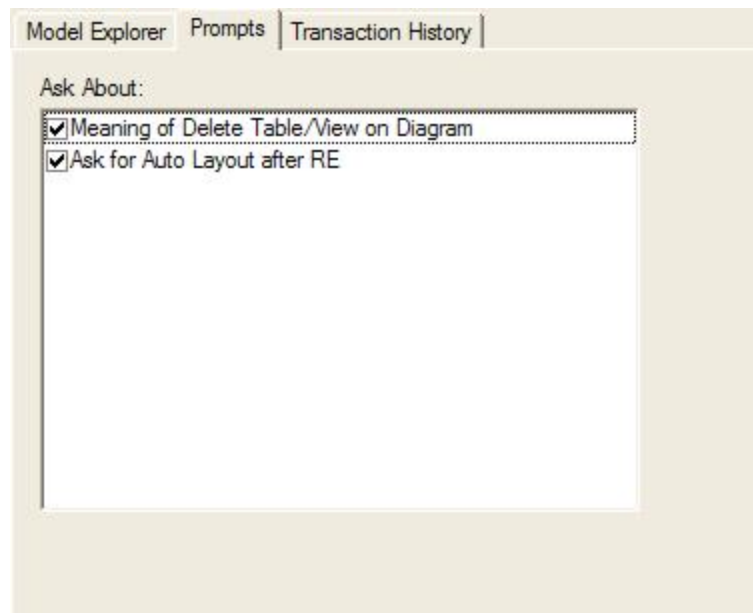 Model Explorer Prompts Transaction History
Ask About:
Meaning of Delete Table/View on Diagram
Ask for Auto Layout after RE